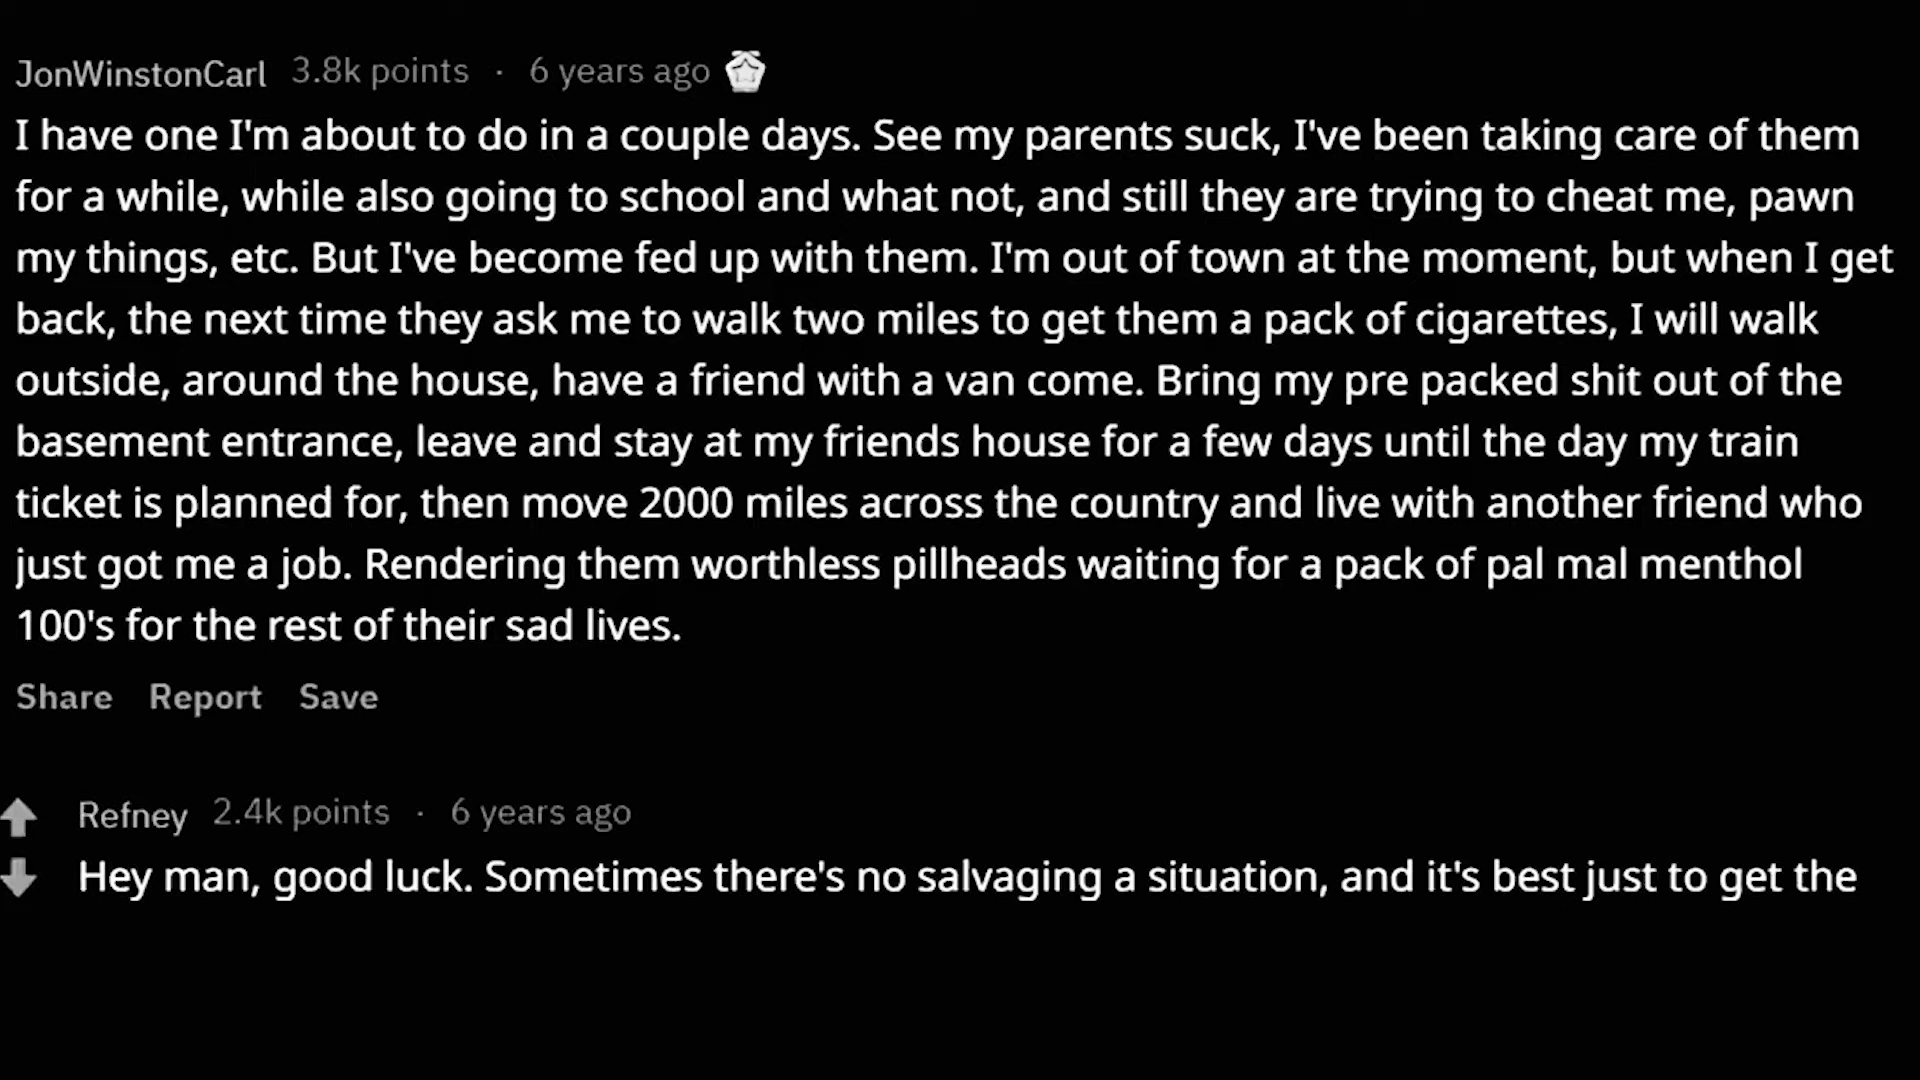 JonWinstonCarl 3.8k points · 6 years ago
I have one I'm about to do in a couple days. See my parents suck, I've been taking care of them
for a while, while also going to school and what not, and still they are trying to cheat me, pawn
my things, etc. But I've become fed up with them. I'm out of town at the moment, but when I get
back, the next time they ask me to walk two miles to get them a pack of cigarettes, I will walk
outside, around the house, have a friend with a van come. Bring my pre packed shit out of the
basement entrance, leave and stay at my friends house for a few days until the day my train
ticket is planned for, then move 2000 miles across the country and live with another friend who
just got me a job. Rendering them worthless pillheads waiting for a pack of pal mal menthol
100's for the rest of their sad lives.
Share Report Save
Refney 2.4k points · 6 years ago
Hey man, good luck. Sometimes there's no salvaging a situation, and it's best just to get the